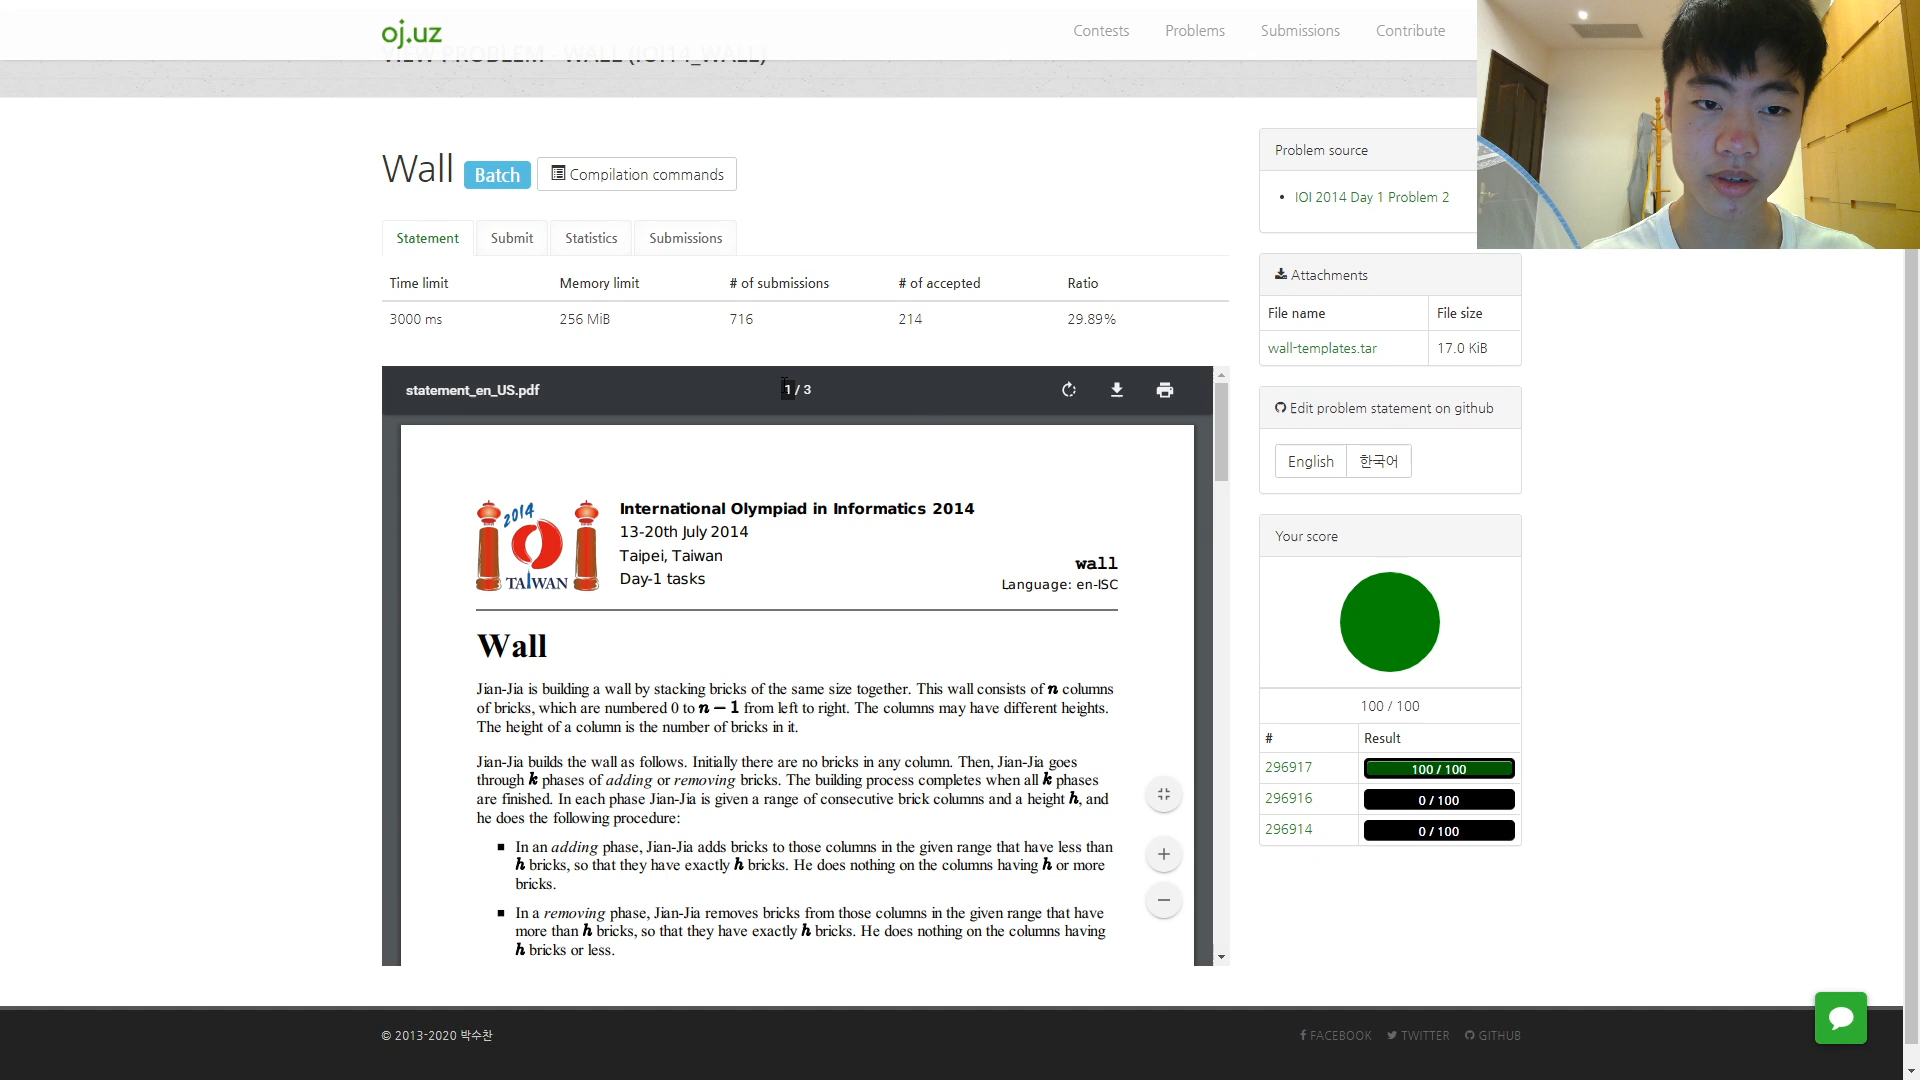 oj.uz
Contests
Problems
Submissions
Contribute
VIEW PROBLEM - WALL (IOI14_WALL)
Wall
Batch
Compilation commands
Statement
Submit
Statistics
Submissions
Time limit
Memory limit
# of submissions
# of accepted
Ratio
3000 ms
256 MiB
716
214
29.89%
statement_en_US.pdf
1 / 3
2014
TAIWAN
International Olympiad in Informatics 2014
13-20th July 2014
Taipei, Taiwan
Day-1 tasks
wall
Language: en-ISC
Wall
Jian-Jia is building a wall by stacking bricks of the same size together. This wall consists of n columns
of bricks, which are numbered 0 to n − 1 from left to right. The columns may have different heights.
The height of a column is the number of bricks in it.
Jian-Jia builds the wall as follows. Initially there are no bricks in any column. Then, Jian-Jia goes
through k phases of adding or removing bricks. The building process completes when all k phases
are finished. In each phase Jian-Jia is given a range of consecutive brick columns and a height h, and
he does the following procedure:
■ In an adding phase, Jian-Jia adds bricks to those columns in the given range that have less than
h bricks, so that they have exactly h bricks. He does nothing on the columns having h or more
bricks.
■ In a removing phase, Jian-Jia removes bricks from those columns in the given range that have
more than h bricks, so that they have exactly h bricks. He does nothing on the columns having
h bricks or less.
Problem source
• IOI 2014 Day 1 Problem 2
Attachments
File name
File size
wall-templates.tar
17.0 KiB
Edit problem statement on github
English
한국어
Your score
100 / 100
#
Result
296917
100 / 100
296916
0 / 100
296914
0 / 100
© 2013-2020 박수찬
FACEBOOK
TWITTER
GITHUB